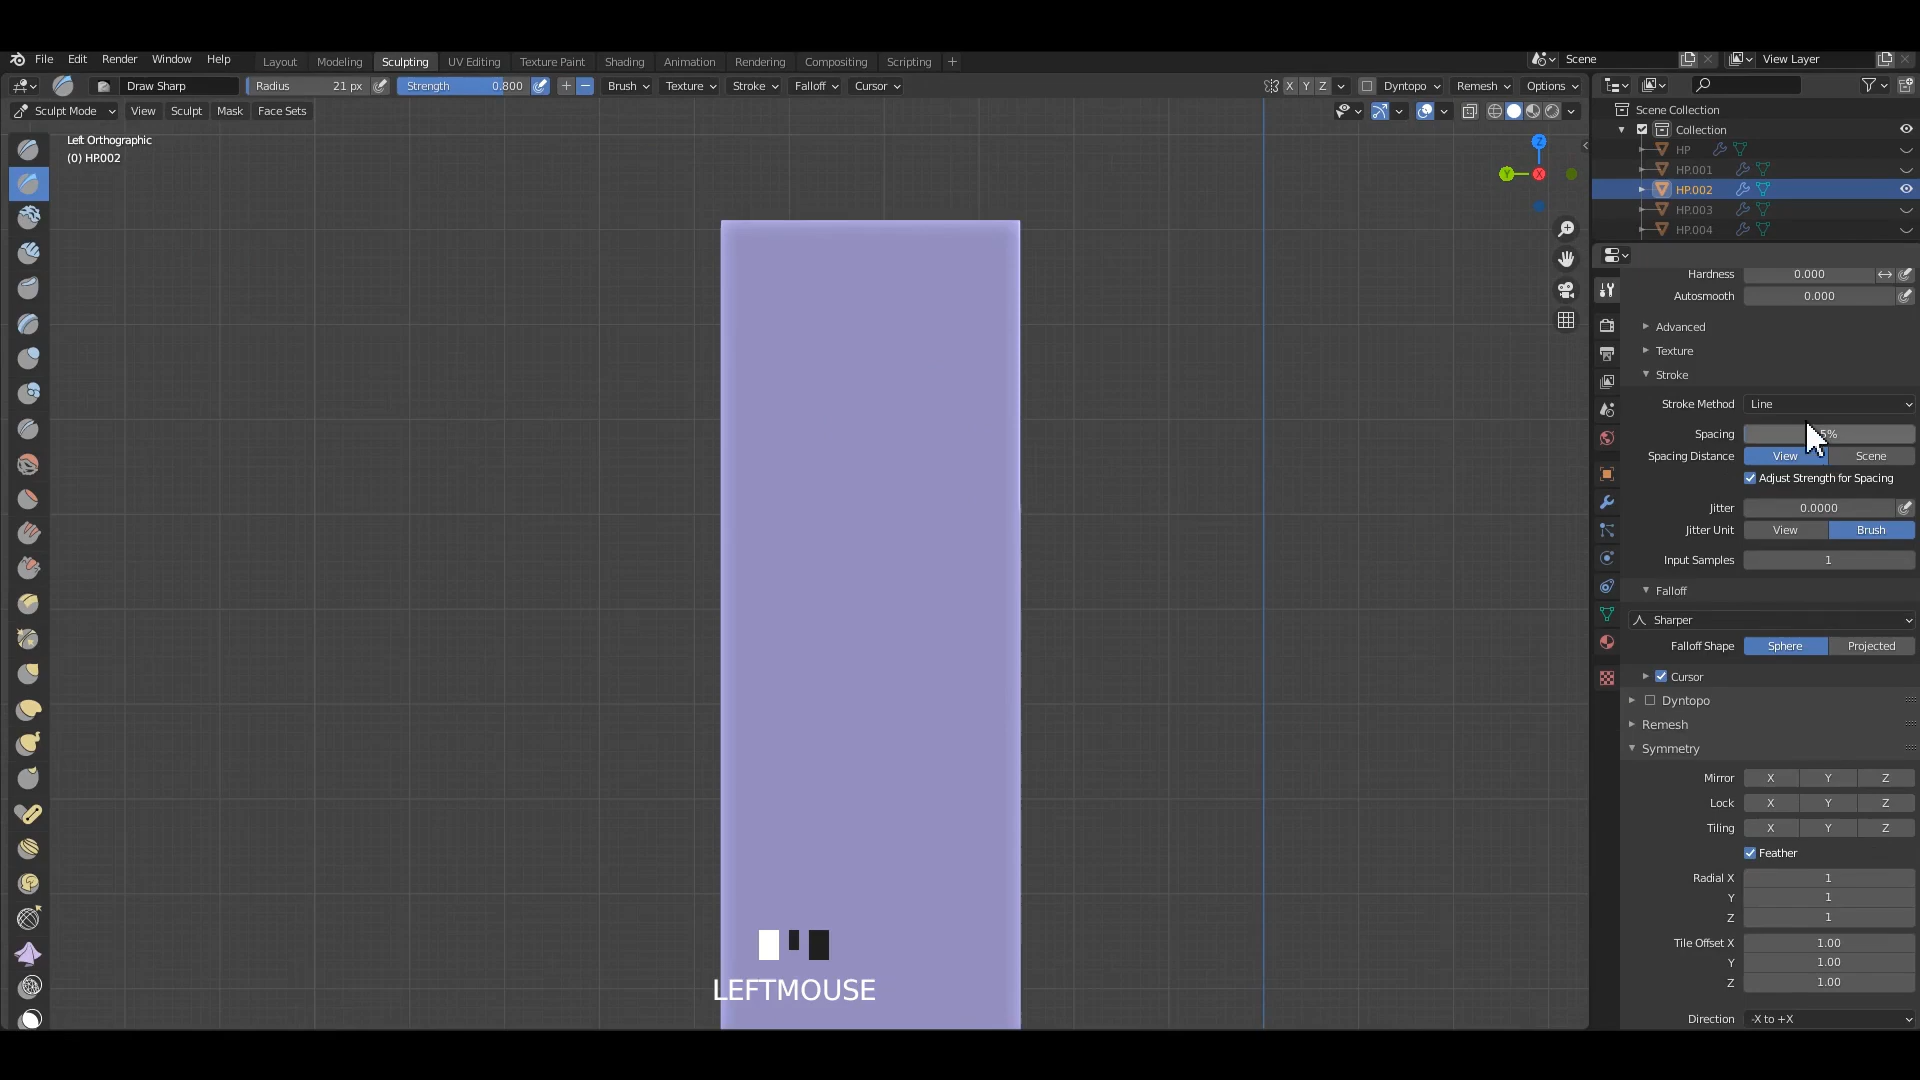 File Edit Render Window Help Layout Modeling Sculpting UV Editing Texture Paint Shading Animation Rendering Compositing Scripting + Scene View Layer
Draw Sharp Radius 21 px Strength 0.800 Brush Texture Stroke Falloff Cursor X Y Z Dyntopo Remesh Options
Sculpt Mode View Sculpt Mask Face Sets
Left Orthographic
(0) HP.002
Z
Y
X
Scene Collection
Collection
HP
HP.001
HP.002
HP.003
HP.004
Hardness 0.000
Autosmooth 0.000
Advanced
Texture
Stroke
Stroke Method Line
Spacing 5%
Spacing Distance View Scene
Adjust Strength for Spacing
Jitter 0.0000
Jitter Unit View Brush
Input Samples 1
Falloff
Sharper
Falloff Shape Sphere Projected
Cursor
Dyntopo
Remesh
Symmetry
Mirror X Y Z
Lock X Y Z
Tiling X Y Z
Feather
Radial X 1
Y 1
Z 1
Tile Offset X 1.00
Y 1.00
Z 1.00
Direction -X to +X
LEFTMOUSE